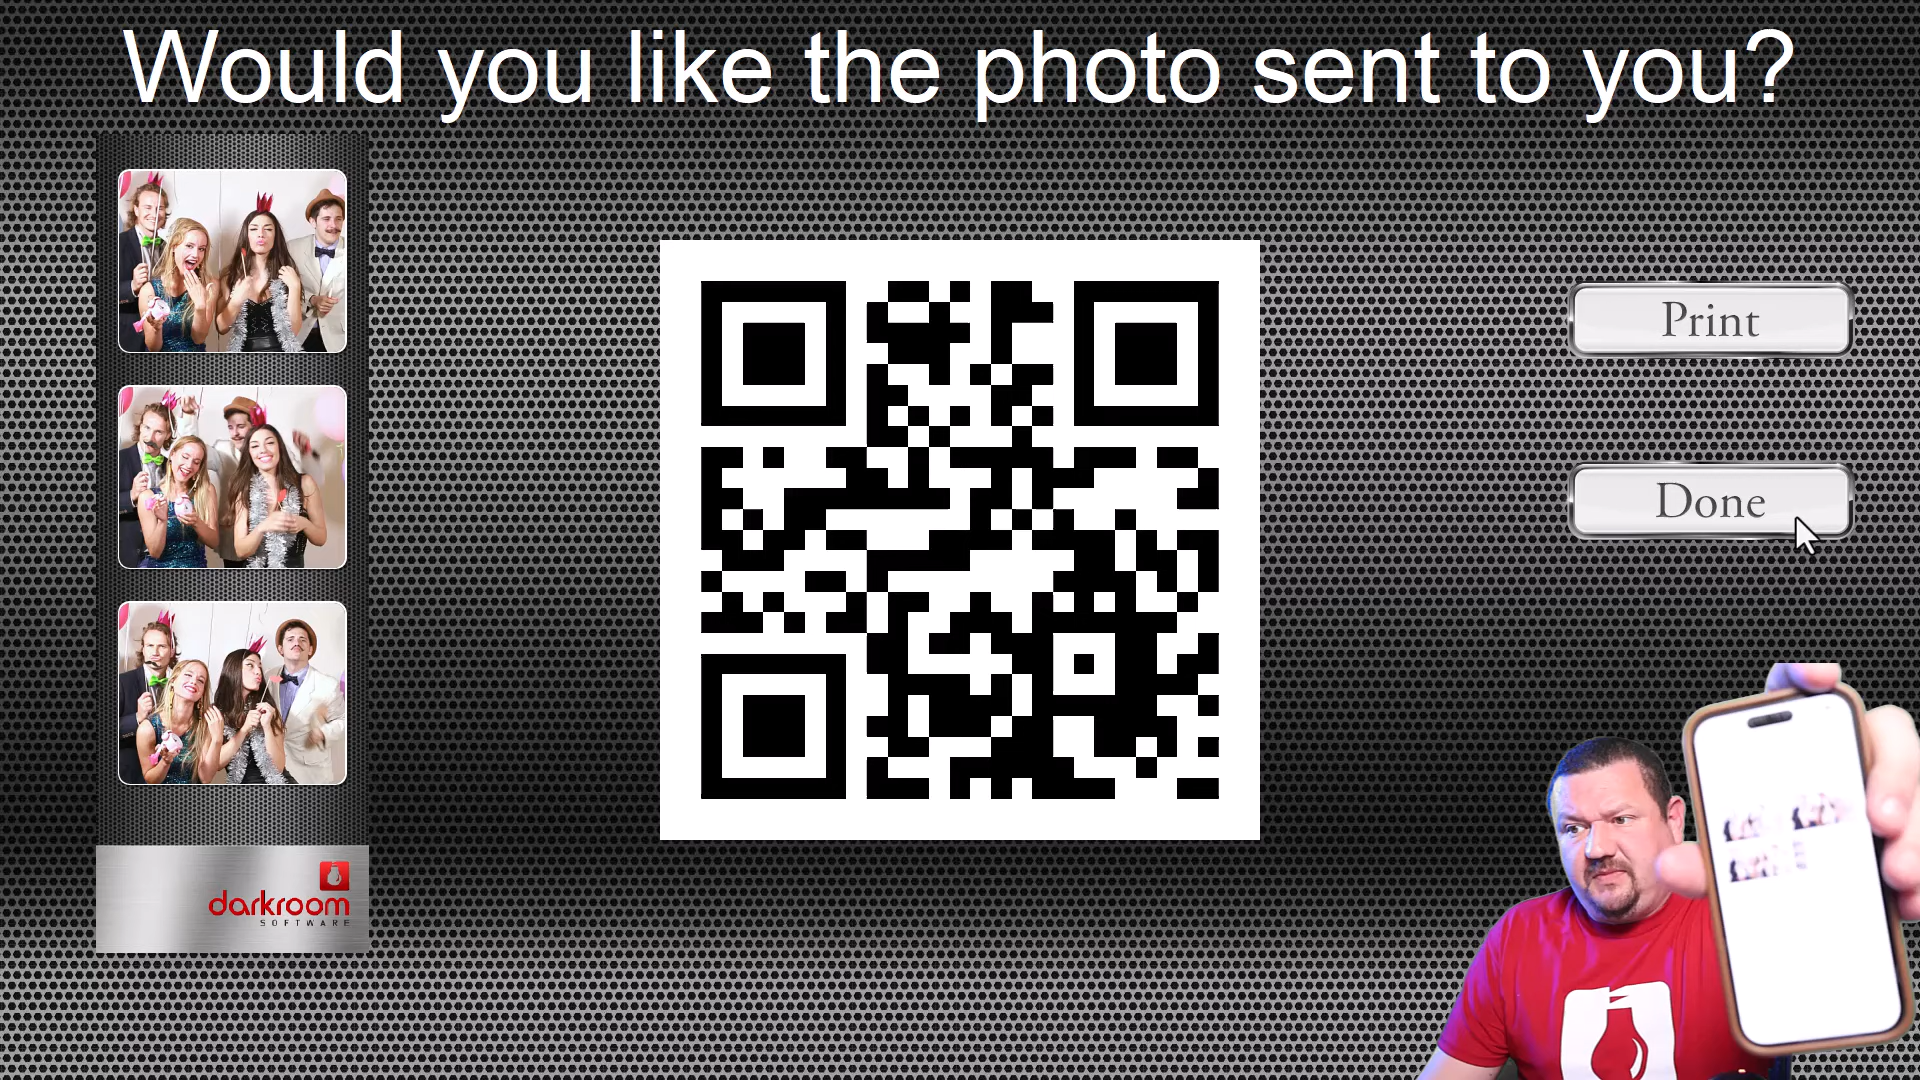 Would you like the photo sent to you?
Print
Done
darkroom
SOFTWARE